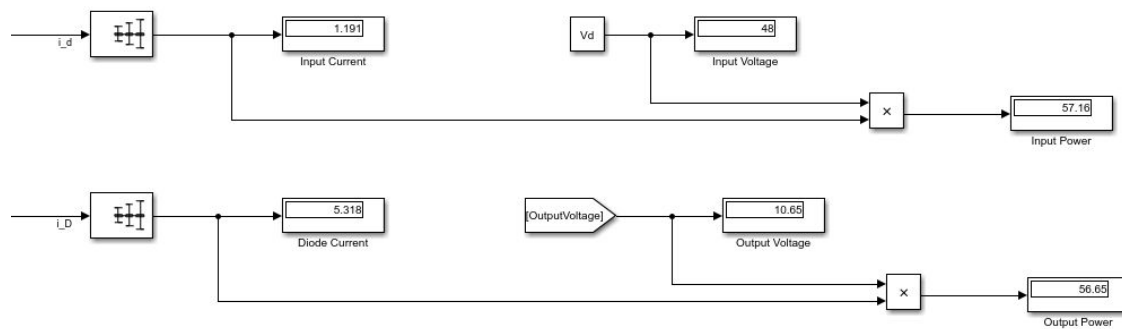 i_d
1.191
Input Current
Vd
48
Input Voltage
×
57.16
Input Power
i_D
5.318
Diode Current
[OutputVoltage]
10.65
Output Voltage
×
56.65
Output Power